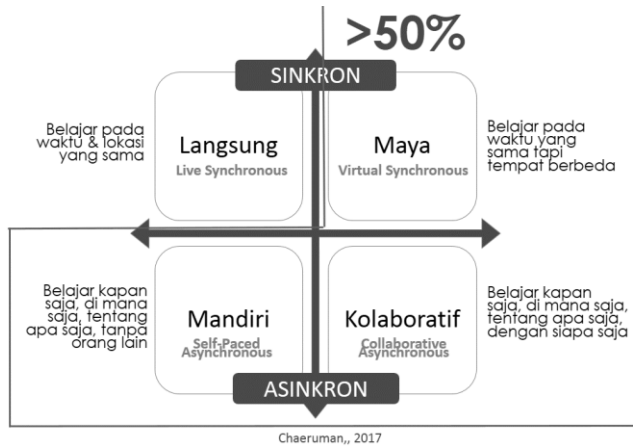 >50%
SINKRON
Belajar pada
waktu & lokasi
yang sama
Langsung
Live Synchronous
Maya
Virtual Synchronous
Belajar pada
waktu yang
sama tapi
tempat berbeda
Belajar kapan
saja, di mana
saja, tentang
apa saja, tanpa
orang lain
Mandiri
Self-Paced
Asynchronous
Kolaboratif
Collaborative
Asynchronous
Belajar kapan
saja, di mana saja,
tentang apa saja,
dengan siapa saja
ASINKRON
Chaeruman,, 2017